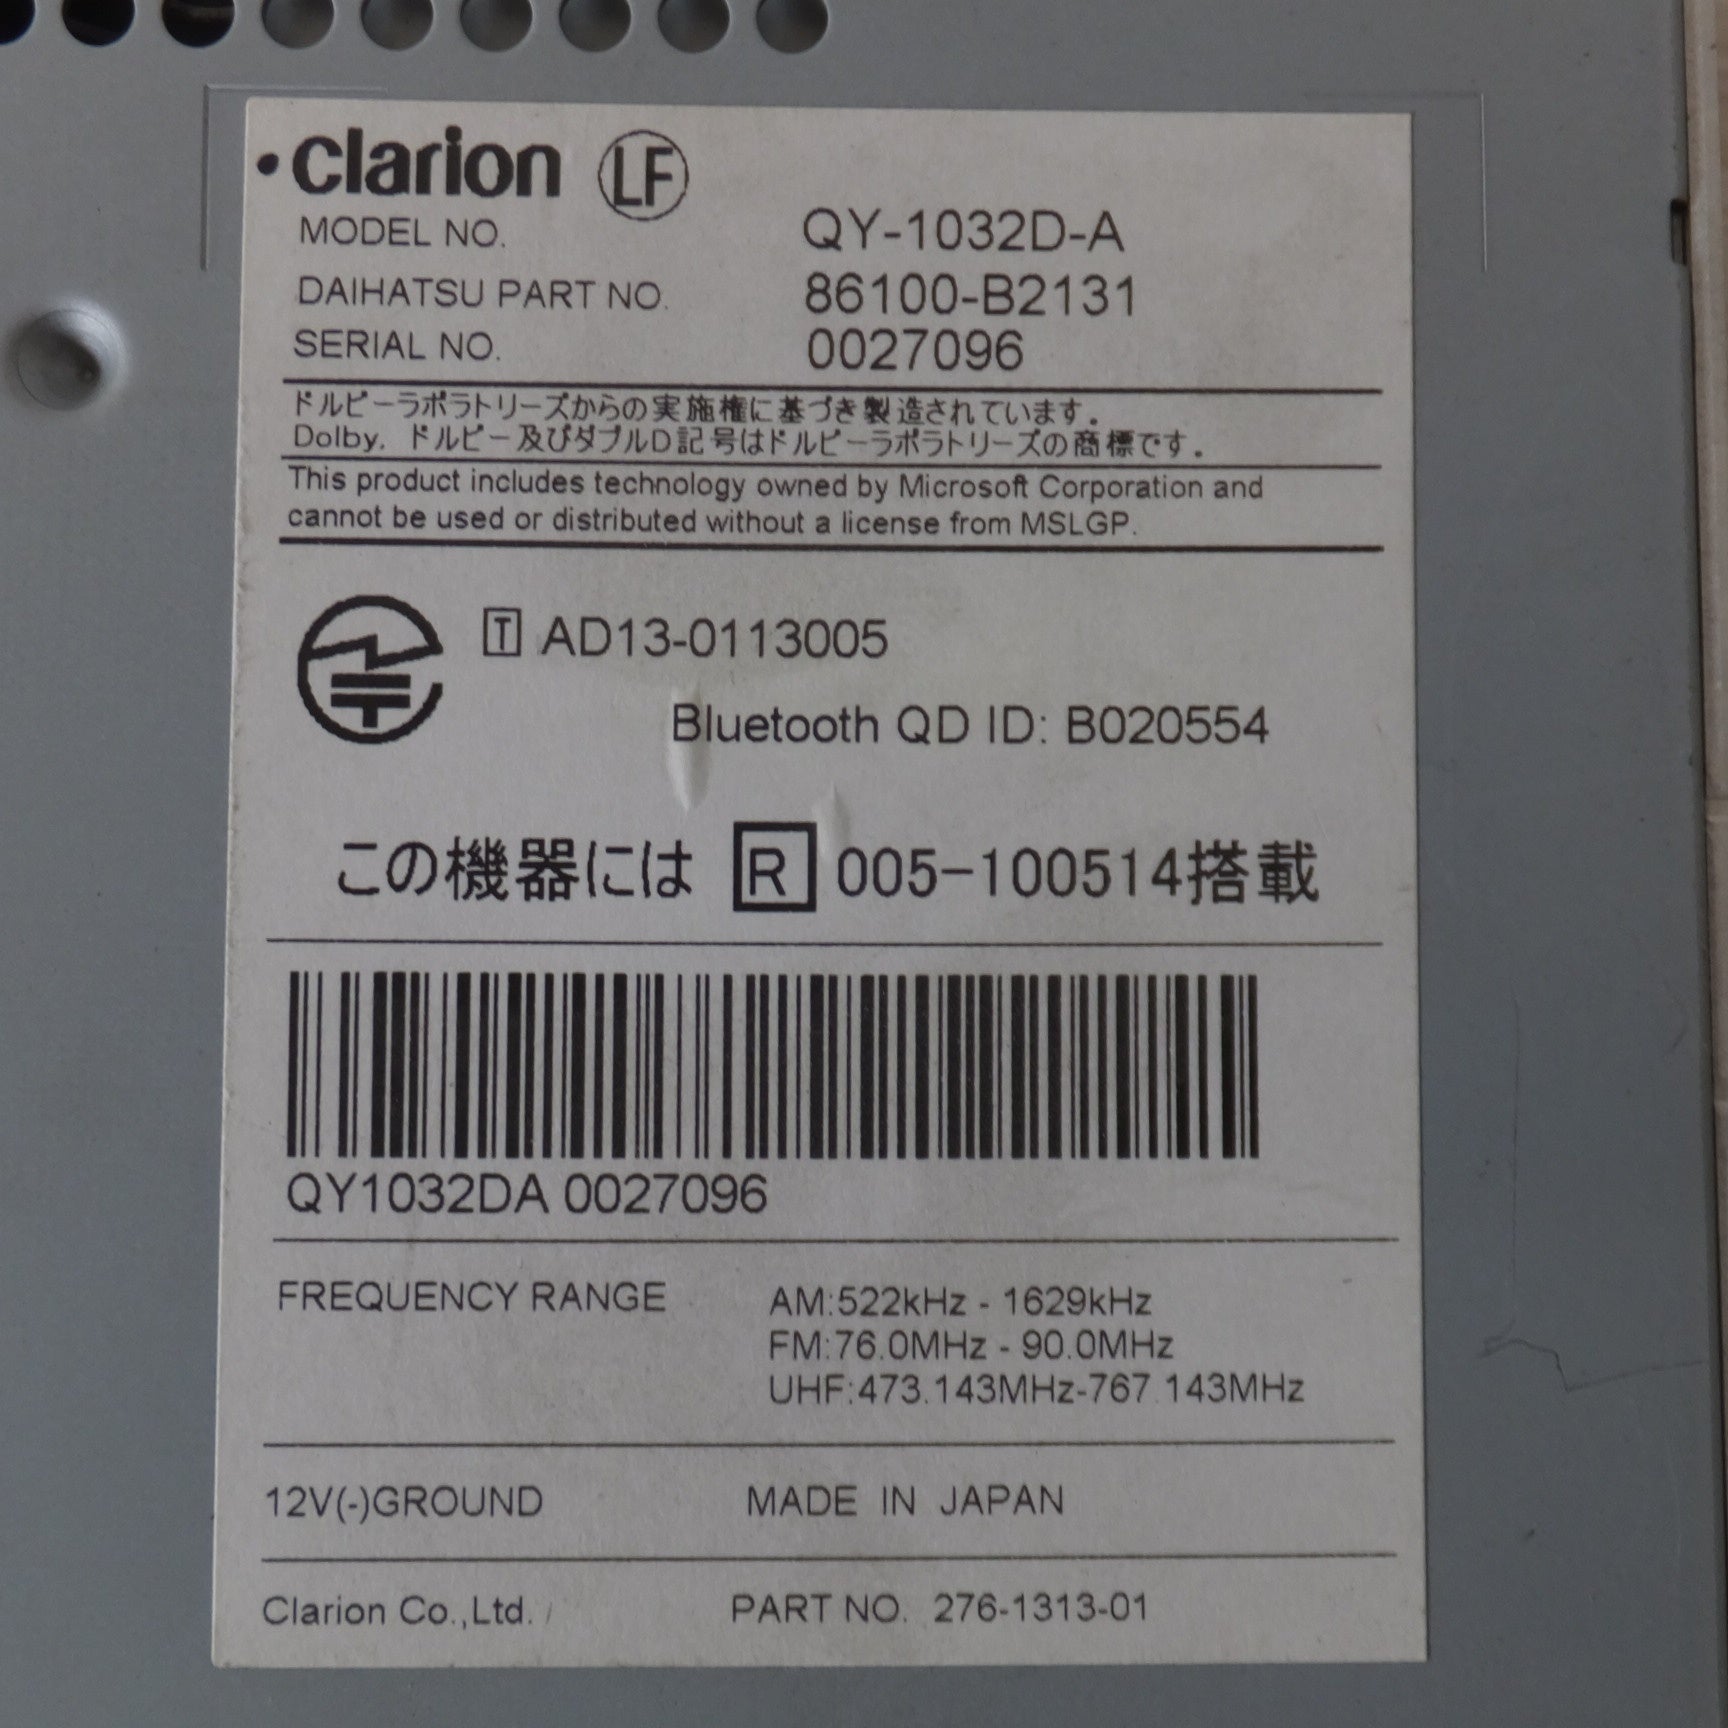 clarion LF
MODEL NO. QY-1032D-A
DAIHATSU PART NO. 86100-B2131
SERIAL NO. 0027096
ドルビーラボラトリーズからの実施権に基づき製造されています。
Dolby, ドルビー及びダブルD記号はドルビーラボラトリーズの商標です。
This product includes technology owned by Microsoft Corporation and
cannot be used or distributed without a license from MSLGP.
T AD13-0113005
Bluetooth QD ID: B020554
この機器には R 005-100514搭載
QY1032DA 0027096
FREQUENCY RANGE AM:522kHz - 1629kHz
FM:76.0MHz - 90.0MHz
UHF:473.143MHz-767.143MHz
12V(-)GROUND MADE IN JAPAN
Clarion Co.,Ltd. PART NO. 276-1313-01